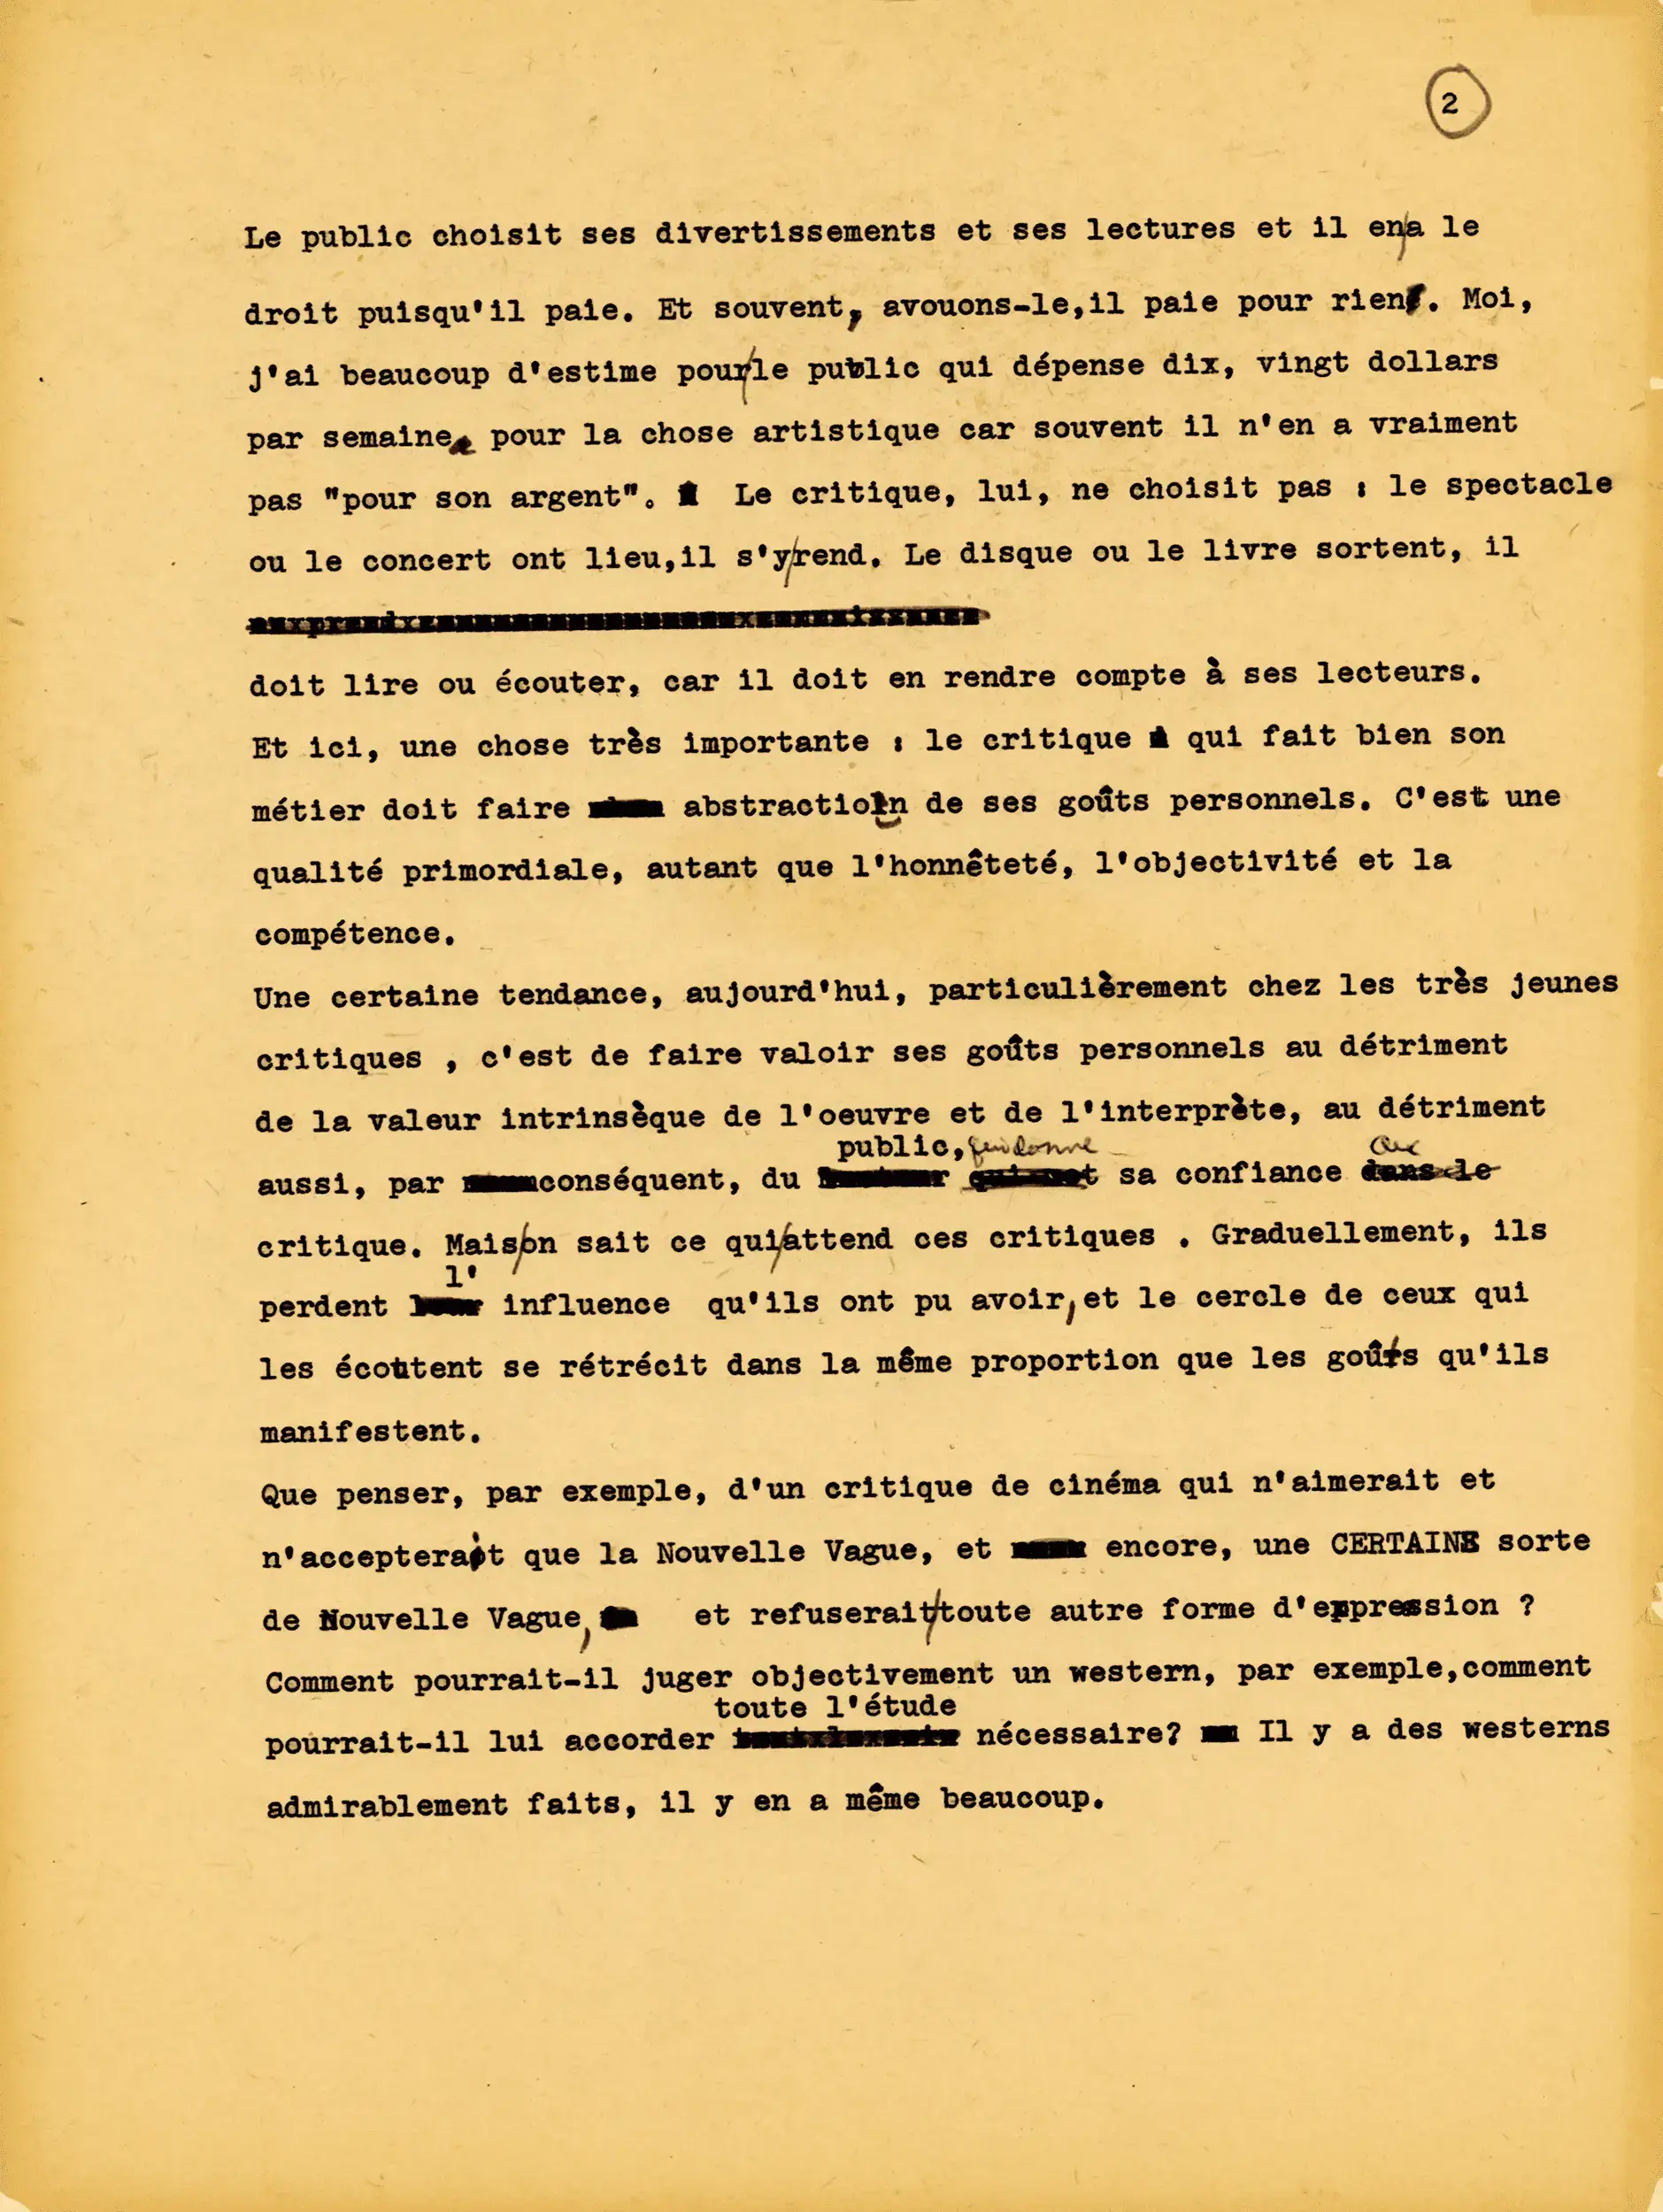 2
Le public choisit ses divertissements et ses lectures et il en a le
droit puisqu'il paie. Et souvent, avouons-le,il paie pour rien. Moi,
j'ai beaucoup d'estime pour le public qui dépense dix, vingt dollars
par semaine pour la chose artistique car souvent il n'en a vraiment
pas "pour son argent". Le critique, lui, ne choisit pas : le spectacle
ou le concert ont lieu,il s'y rend. Le disque ou le livre sortent, il
doit lire ou écouter, car il doit en rendre compte à ses lecteurs.
Et ici, une chose très importante : le critique qui fait bien son
métier doit faire abstraction de ses goûts personnels. C'est une
qualité primordiale, autant que l'honnêteté, l'objectivité et la
compétence.
Une certaine tendance, aujourd'hui, particulièrement chez les très jeunes
critiques , c'est de faire valoir ses goûts personnels au détriment
de la valeur intrinsèque de l'oeuvre et de l'interprète, au détriment
public, qui donne au
aussi, par conséquent, du sa confiance dans le
critique. Mais on sait ce qui attend ces critiques . Graduellement, ils
l'
perdent influence qu'ils ont pu avoir, et le cercle de ceux qui
les écoutent se rétrécit dans la même proportion que les goûts qu'ils
manifestent.
Que penser, par exemple, d'un critique de cinéma qui n'aimerait et
n'accepterait que la Nouvelle Vague, et encore, une CERTAINE sorte
de Nouvelle Vague, et refuserait toute autre forme d'expression ?
Comment pourrait-il juger objectivement un western, par exemple,comment
toute l'étude
pourrait-il lui accorder nécessaire? Il y a des westerns
admirablement faits, il y en a même beaucoup.